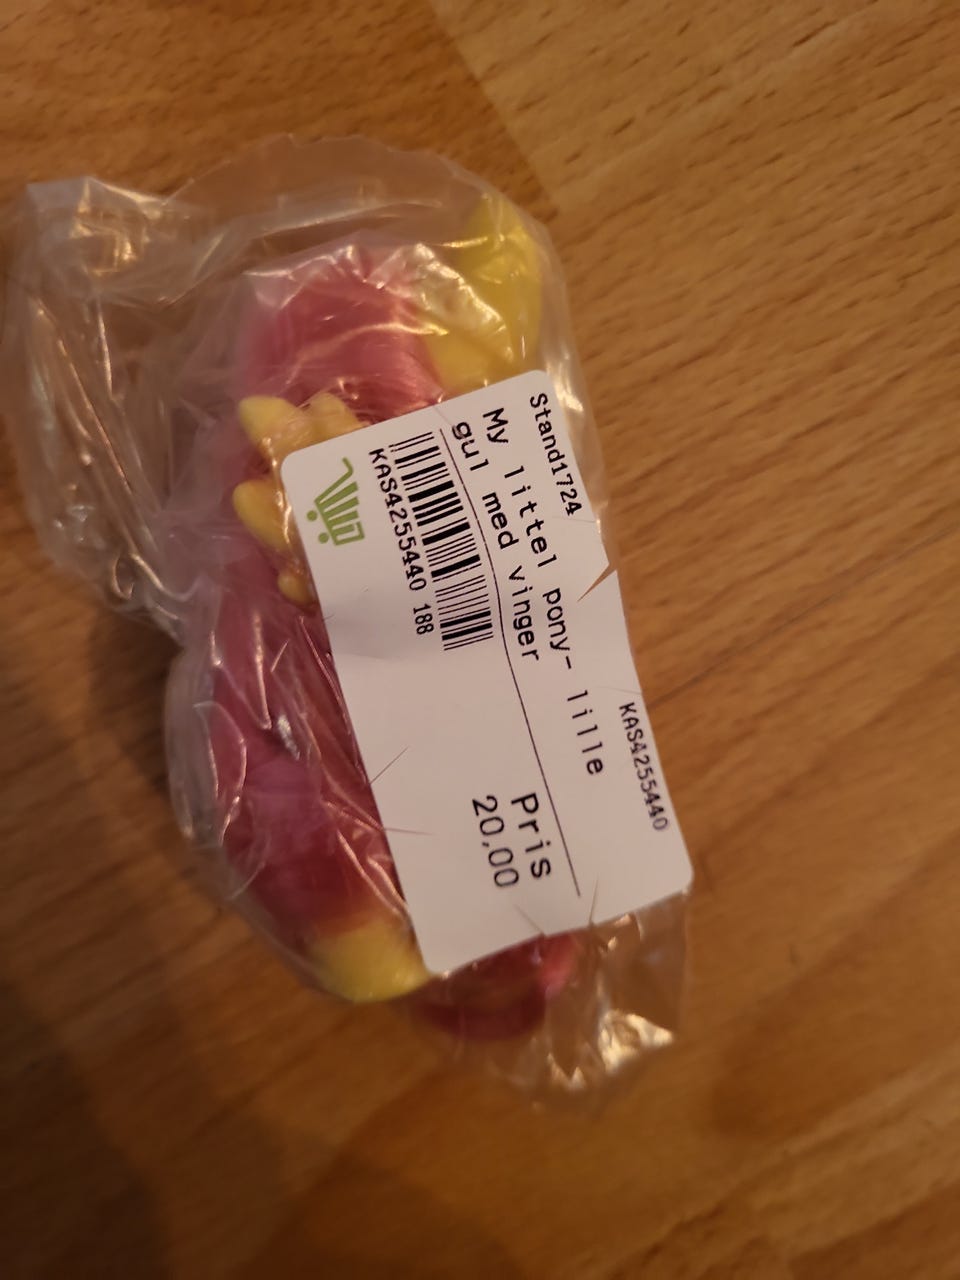 Stand1724
KAS4255440
My littel pony- lille
gul med vinger
KAS4255440 188
Pris
20,00